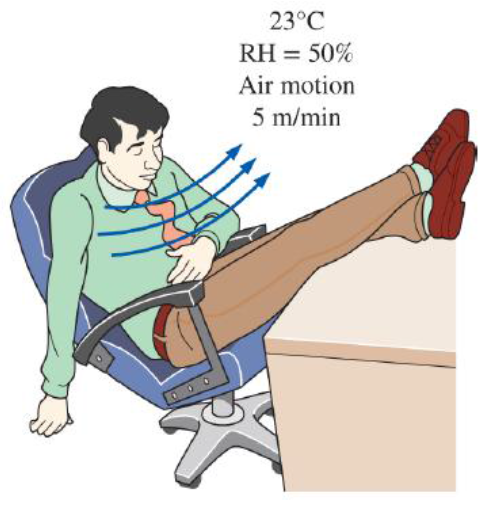 23°C
RH = 50%
Air motion
5 m/min